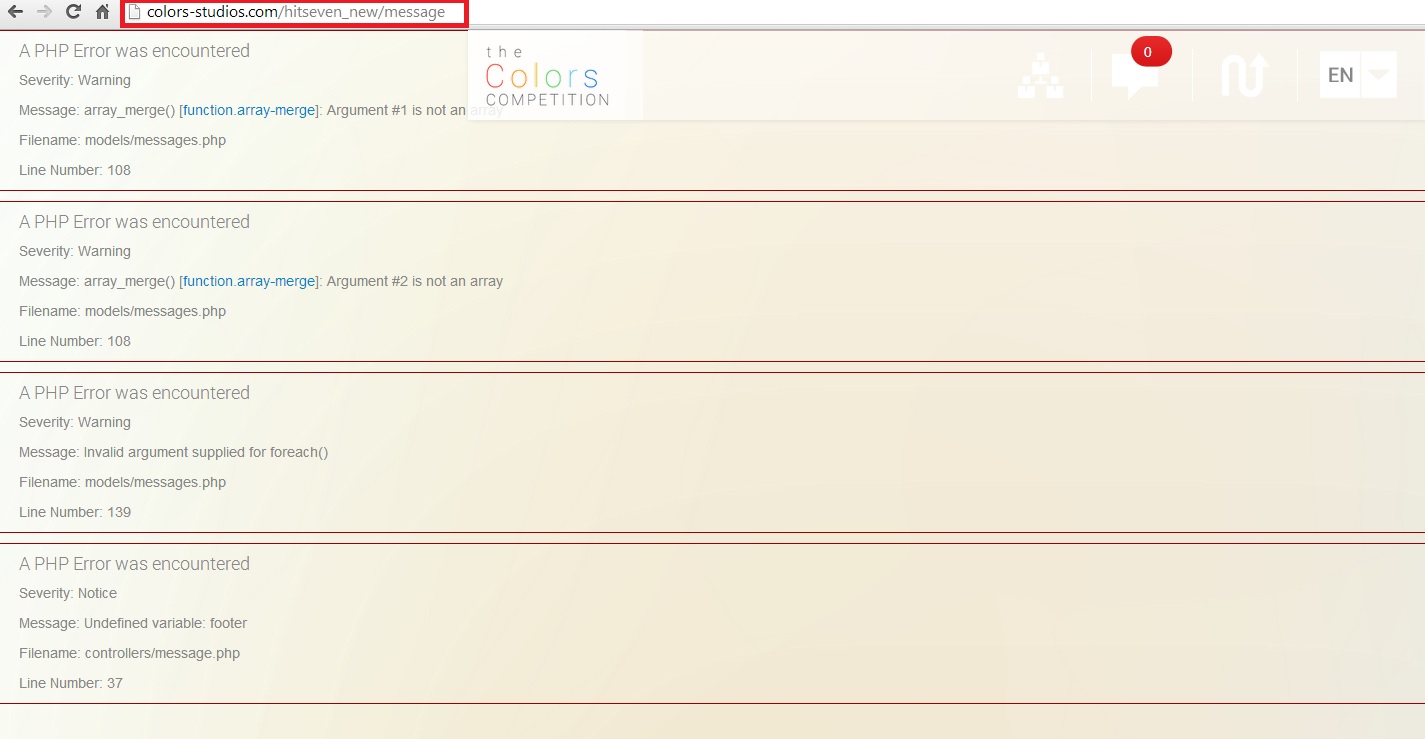 colors-studios.com/hitseven_new/message
A PHP Error was encountered
Severity: Warning
Message: array_merge() [function.array-merge]: Argument #1 is not an array
Filename: models/messages.php
Line Number: 108
the
Colors
COMPETITION
0
EN
A PHP Error was encountered
Severity: Warning
Message: array_merge() [function.array-merge]: Argument #2 is not an array
Filename: models/messages.php
Line Number: 108
A PHP Error was encountered
Severity: Warning
Message: Invalid argument supplied for foreach()
Filename: models/messages.php
Line Number: 139
A PHP Error was encountered
Severity: Notice
Message: Undefined variable: footer
Filename: controllers/message.php
Line Number: 37